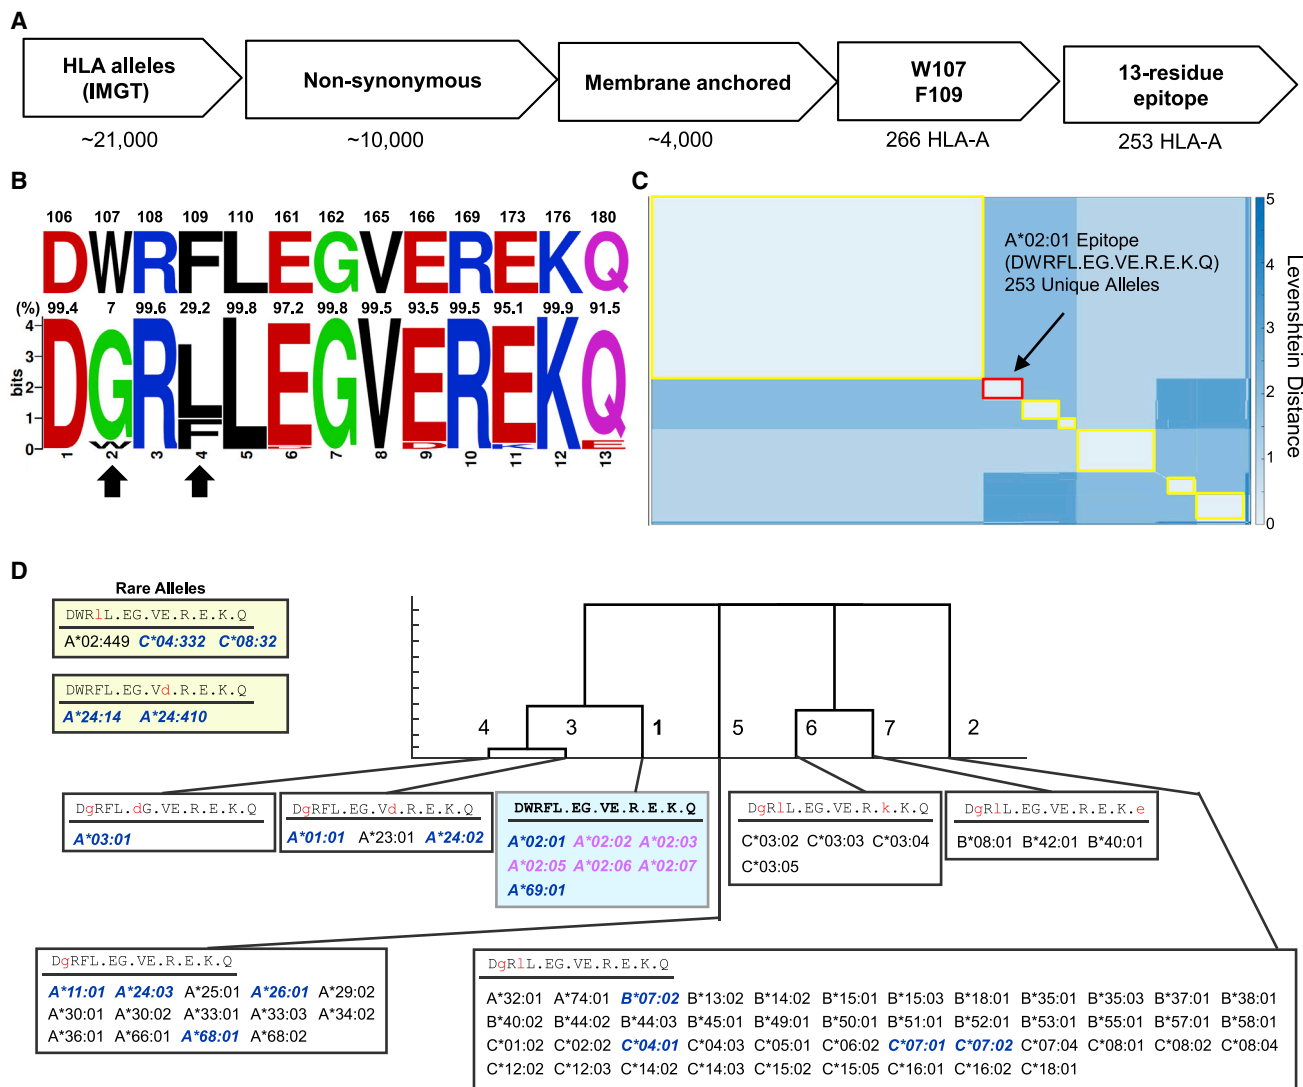 A
HLA alleles
(IMGT)
Non-synonymous
Membrane anchored
W107
F109
13-residue
epitope
~21,000
~10,000
~4,000
266 HLA-A
253 HLA-A
B
106 107 108 109 110 161 162 165 166 169 173 176 180
DWRFLEGVEREKQ
(%) 99.4 7 99.6 29.2 99.8 97.2 99.8 99.5 93.5 99.5 95.1 99.9 91.5
bits
4
3
2
1
0
DGRLLEGVEREKQ
W F D K E
1 2 3 4 5 6 7 8 9 10 11 12 13
C
A*02:01 Epitope
(DWRFL.EG.VE.R.E.K.Q)
253 Unique Alleles
5
4
3
2
1
0
Levenshtein Distance
D
Rare Alleles
DWRlL.EG.VE.R.E.K.Q
A*02:449 C*04:332 C*08:32
DWRFL.EG.Vd.R.E.K.Q
A*24:14 A*24:410
4 3 1 5 6 7 2
DgRFL.dG.VE.R.E.K.Q
A*03:01
DgRFL.EG.Vd.R.E.K.Q
A*01:01 A*23:01 A*24:02
DWRFL.EG.VE.R.E.K.Q
A*02:01 A*02:02 A*02:03
A*02:05 A*02:06 A*02:07
A*69:01
DgRlL.EG.VE.R.k.K.Q
C*03:02 C*03:03 C*03:04
C*03:05
DgRlL.EG.VE.R.E.K.e
B*08:01 B*42:01 B*40:01
DgRFL.EG.VE.R.E.K.Q
A*11:01 A*24:03 A*25:01 A*26:01 A*29:02
A*30:01 A*30:02 A*33:01 A*33:03 A*34:02
A*36:01 A*66:01 A*68:01 A*68:02
DgRlL.EG.VE.R.E.K.Q
A*32:01 A*74:01 B*07:02 B*13:02 B*14:02 B*15:01 B*15:03 B*18:01 B*35:01 B*35:03 B*37:01 B*38:01
B*40:02 B*44:02 B*44:03 B*45:01 B*49:01 B*50:01 B*51:01 B*52:01 B*53:01 B*55:01 B*57:01 B*58:01
C*01:02 C*02:02 C*04:01 C*04:03 C*05:01 C*06:02 C*07:01 C*07:02 C*07:04 C*08:01 C*08:02 C*08:04
C*12:02 C*12:03 C*14:02 C*14:03 C*15:02 C*15:05 C*16:01 C*16:02 C*18:01